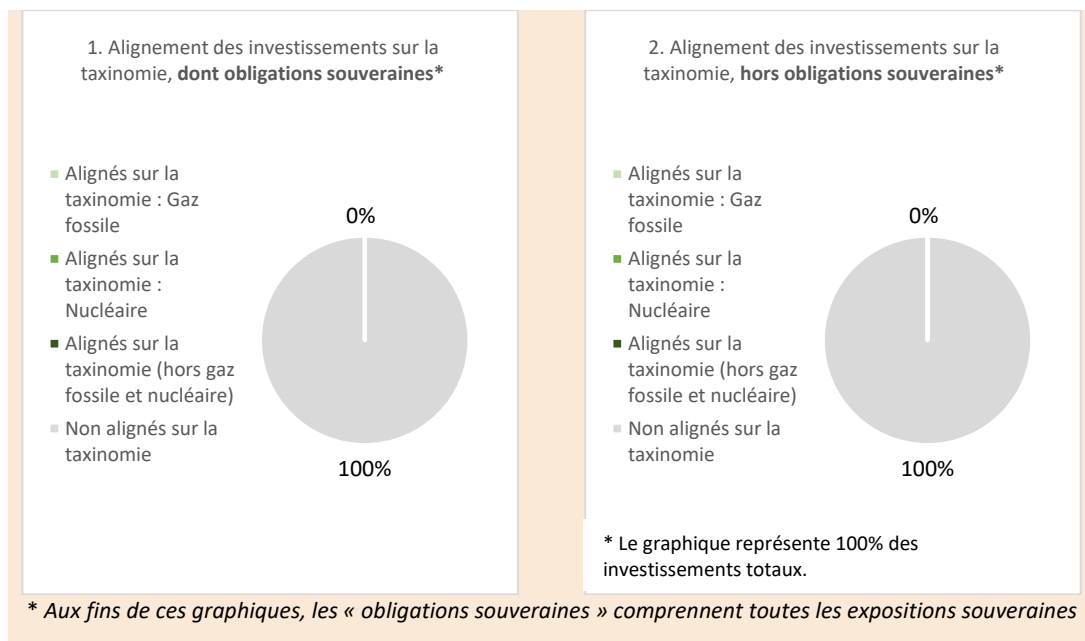 1. Alignement des investissements sur la
taxinomie, dont obligations souveraines*
Alignés sur la
taxinomie : Gaz
fossile
Alignés sur la
taxinomie :
Nucléaire
Alignés sur la
taxinomie (hors gaz
fossile et nucléaire)
Non alignés sur la
taxinomie
0%
100%
2. Alignement des investissements sur la
taxinomie, hors obligations souveraines*
Alignés sur la
taxinomie : Gaz
fossile
Alignés sur la
taxinomie :
Nucléaire
Alignés sur la
taxinomie (hors gaz
fossile et nucléaire)
Non alignés sur la
taxinomie
0%
100%
* Le graphique représente 100% des
investissements totaux.
* Aux fins de ces graphiques, les « obligations souveraines » comprennent toutes les expositions souveraines